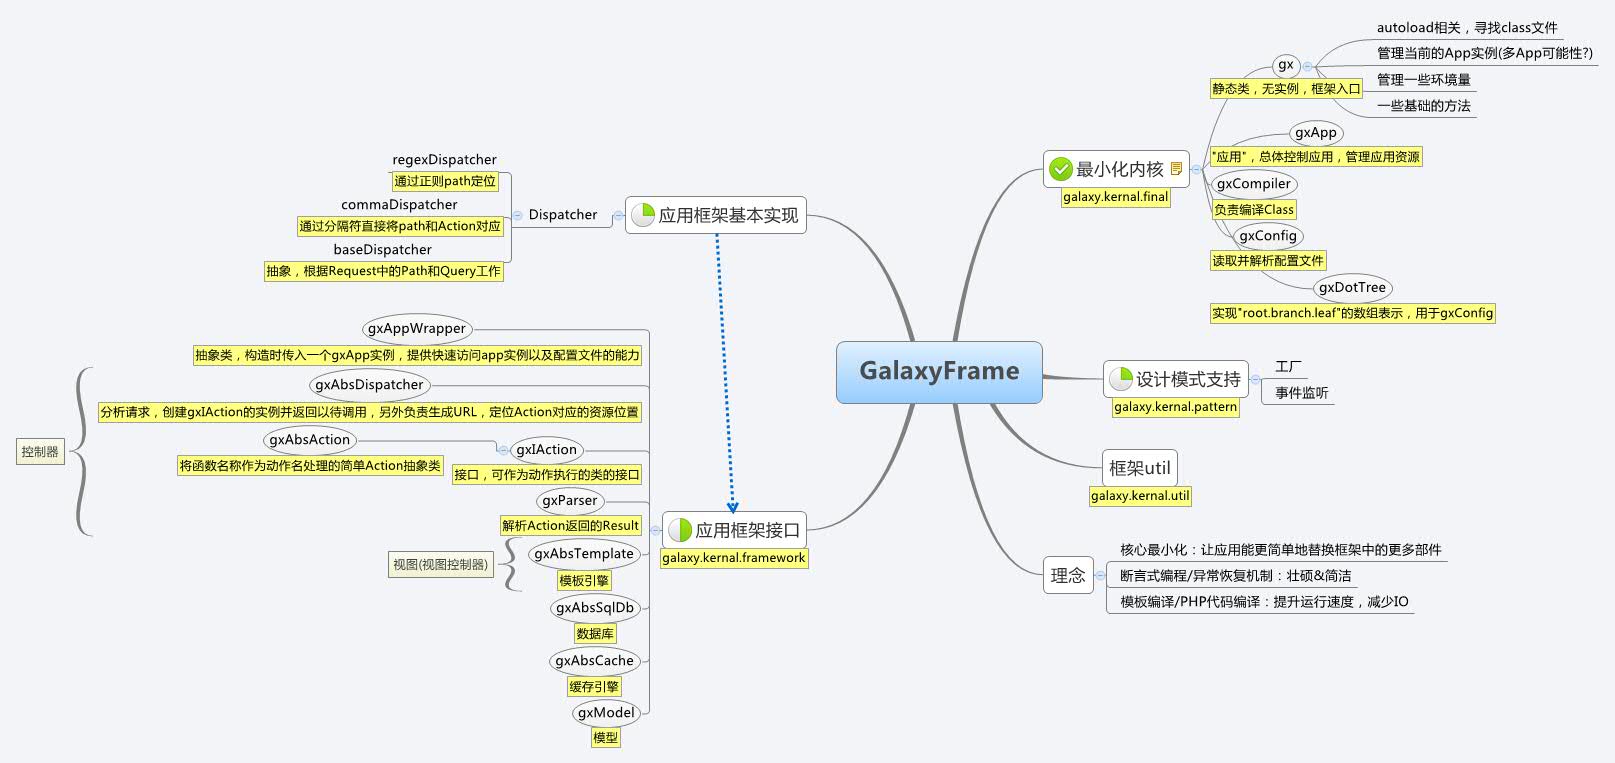 GalaxyFrame
最小化内核
galaxy.kernal.final
gx
静态类，无实例，框架入口
autoload相关，寻找class文件
管理当前的App实例(多App可能性?)
管理一些环境量
一些基础的方法
gxApp
"应用"，总体控制应用，管理应用资源
gxCompiler
负责编译Class
gxConfig
读取并解析配置文件
gxDotTree
实现"root.branch.leaf"的数组表示，用于gxConfig
设计模式支持
galaxy.kernal.pattern
工厂
事件监听
框架util
galaxy.kernal.util
理念
核心最小化：让应用能更简单地替换框架中的更多部件
断言式编程/异常恢复机制：壮硕&简洁
模板编译/PHP代码编译：提升运行速度，减少IO
应用框架基本实现
Dispatcher
regexDispatcher
通过正则path定位
commaDispatcher
通过分隔符直接将path和Action对应
baseDispatcher
抽象，根据Request中的Path和Query工作
应用框架接口
galaxy.kernal.framework
gxAppWrapper
抽象类，构造时传入一个gxApp实例，提供快速访问app实例以及配置文件的能力
gxAbsDispatcher
分析请求，创建gxIAction的实例并返回以待调用，另外负责生成URL，定位Action对应的资源位置
gxIAction
接口，可作为动作执行的类的接口
gxAbsAction
将函数名称作为动作名处理的简单Action抽象类
控制器
gxParser
解析Action返回的Result
gxAbsTemplate
模板引擎
视图(视图控制器)
gxAbsSqlDb
数据库
gxAbsCache
缓存引擎
gxModel
模型